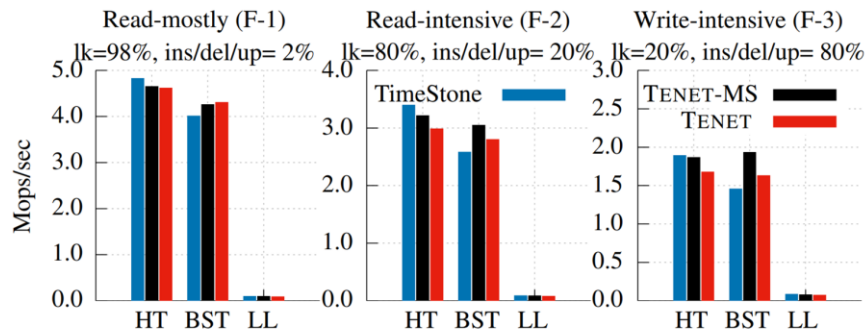 Read-mostly (F-1)
lk=98%, ins/del/up= 2%
Read-intensive (F-2)
lk=80%, ins/del/up= 20%
Write-intensive (F-3)
lk=20%, ins/del/up= 80%
Mops/sec
5.0
4.0
3.0
2.0
1.0
0.0
HT BST LL
TimeStone
4.0
3.0
2.0
1.0
0.0
HT BST LL
TENET-MS
TENET
3.0
2.5
2.0
1.5
1.0
0.5
0.0
HT BST LL